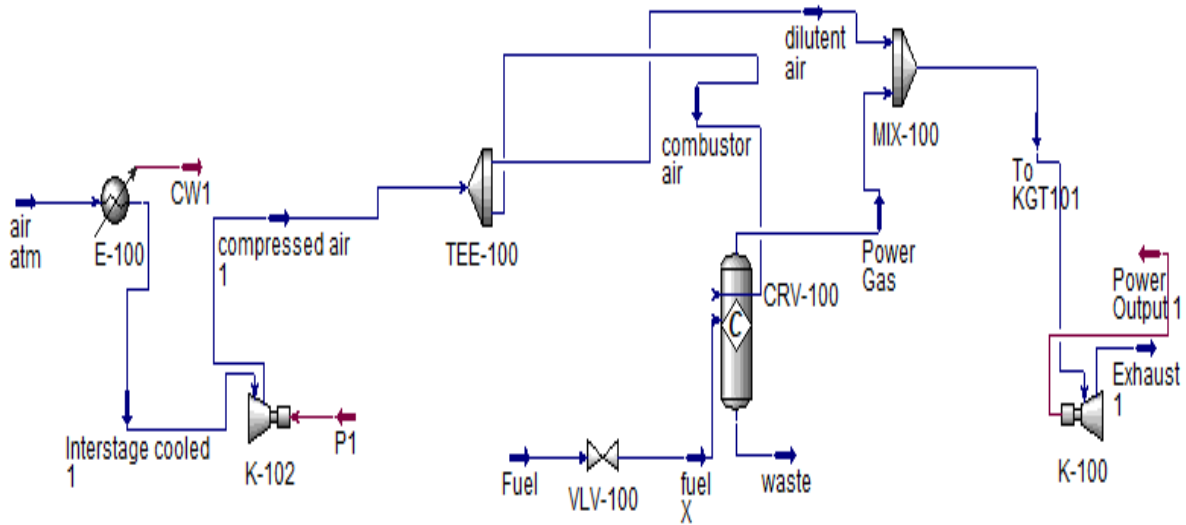 dilutent
air
MIX-100
combustor
air
To
KGT101
CW1
air
atm
E-100
compressed air
1
TEE-100
Power
Gas
CRV-100
C
Power
Output 1
Exhaust
1
Interstage cooled
1
P1
K-102
Fuel
VLV-100
fuel
X
waste
K-100